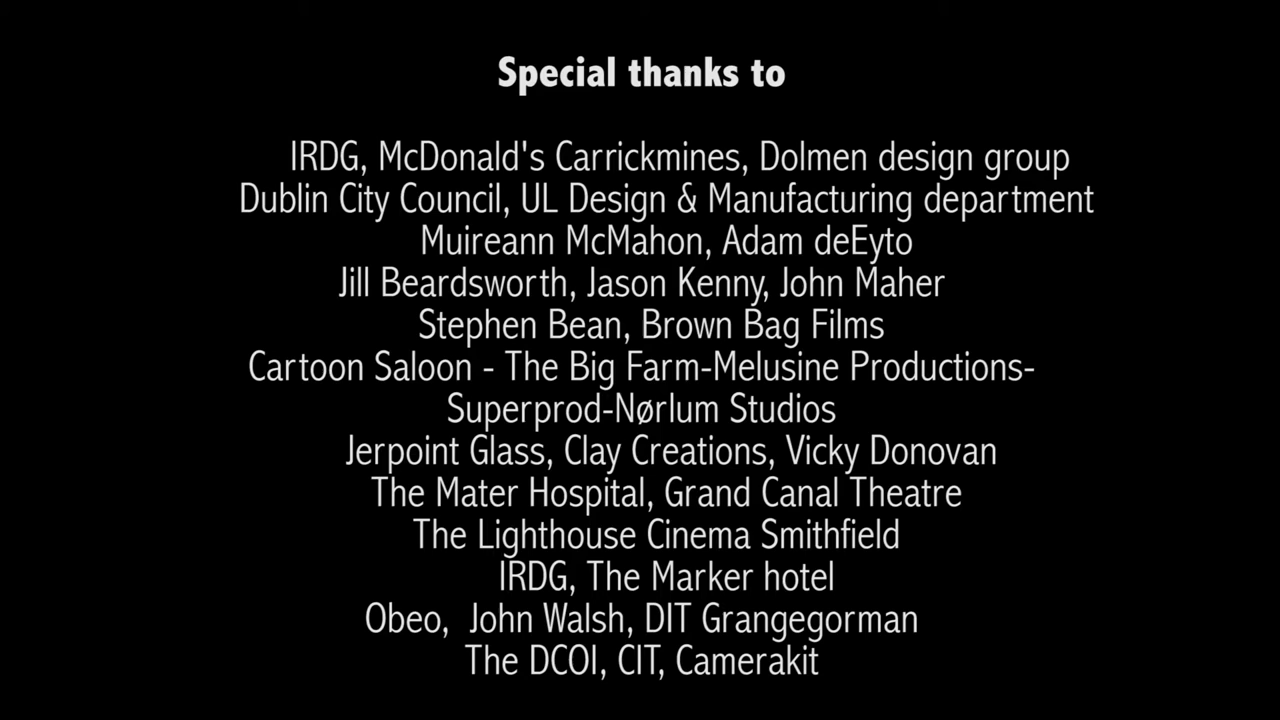 Special thanks to
IRDG, McDonald's Carrickmines, Dolmen design group
Dublin City Council, UL Design & Manufacturing department
Muireann McMahon, Adam deEyto
Jill Beardsworth, Jason Kenny, John Maher
Stephen Bean, Brown Bag Films
Cartoon Saloon - The Big Farm-Melusine Productions-
Superprod-Nørlum Studios
Jerpoint Glass, Clay Creations, Vicky Donovan
The Mater Hospital, Grand Canal Theatre
The Lighthouse Cinema Smithfield
IRDG, The Marker hotel
Obeo,  John Walsh, DIT Grangegorman
The DCOI, CIT, Camerakit